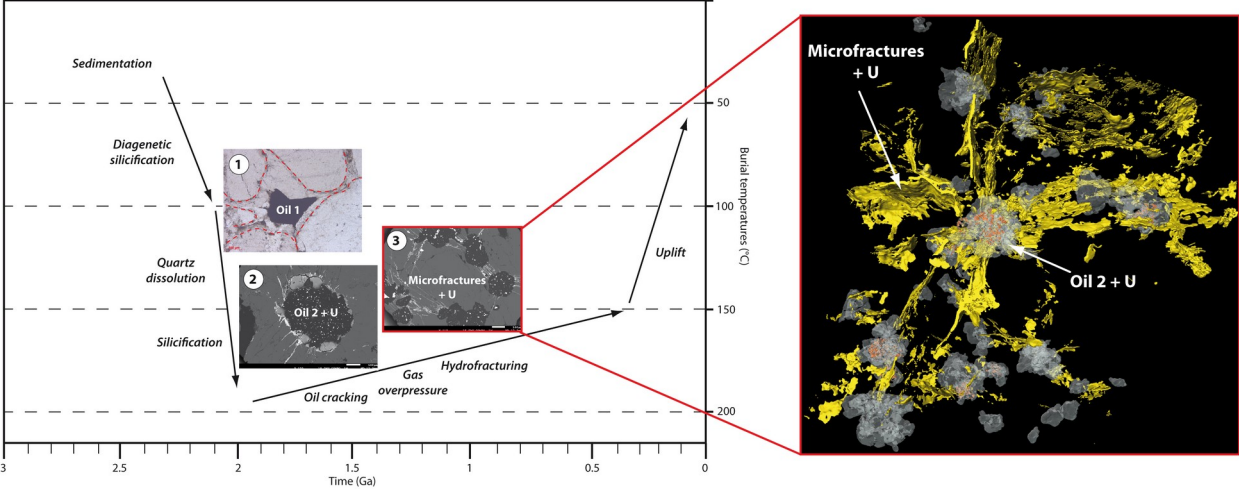 Sedimentation
50
Diagenetic
silicification
1
Oil 1
100
Quartz
dissolution
2
Oil 2 + U
3
Microfractures
+ U
Uplift
150
Silicification
Hydrofracturing
Gas
overpressure
Oil cracking
200
Burial temperatures (°C)
3
2.5
2
1.5
1
0.5
0
Time (Ga)
Microfractures
+ U
Oil 2 + U